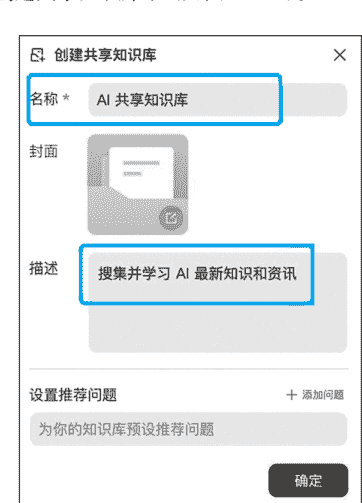 创建共享知识库
名称 *
AI 共享知识库
封面
描述
搜集并学习 AI 最新知识和资讯
设置推荐问题
+ 添加问题
为你的知识库预设推荐问题
确定